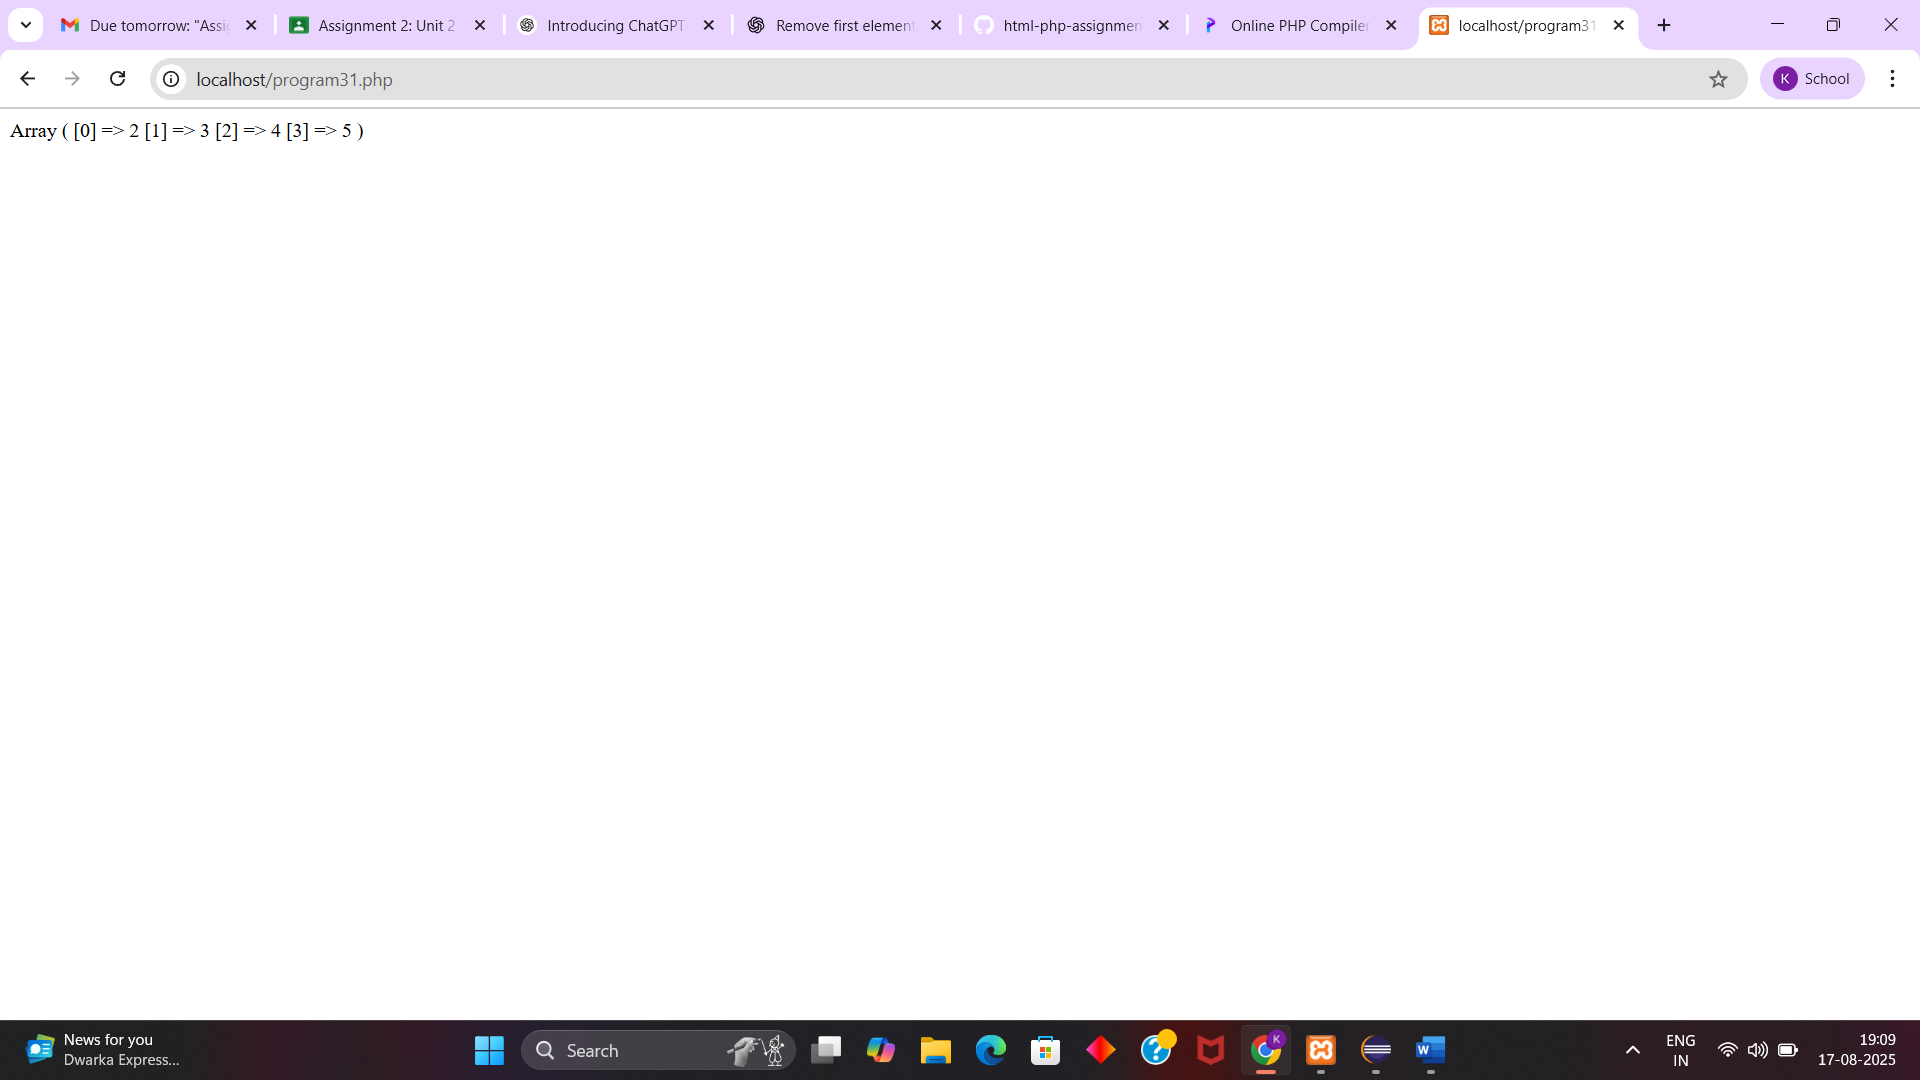 Due tomorrow: "Assi
Assignment 2: Unit 2
Introducing ChatGPT
Remove first element
html-php-assignmen
Online PHP Compiler
localhost/program31
localhost/program31.php
K School
Array ( [0] => 2 [1] => 3 [2] => 4 [3] => 5 )
News for you
Dwarka Express...
Search
K
ENG
IN
19:09
17-08-2025